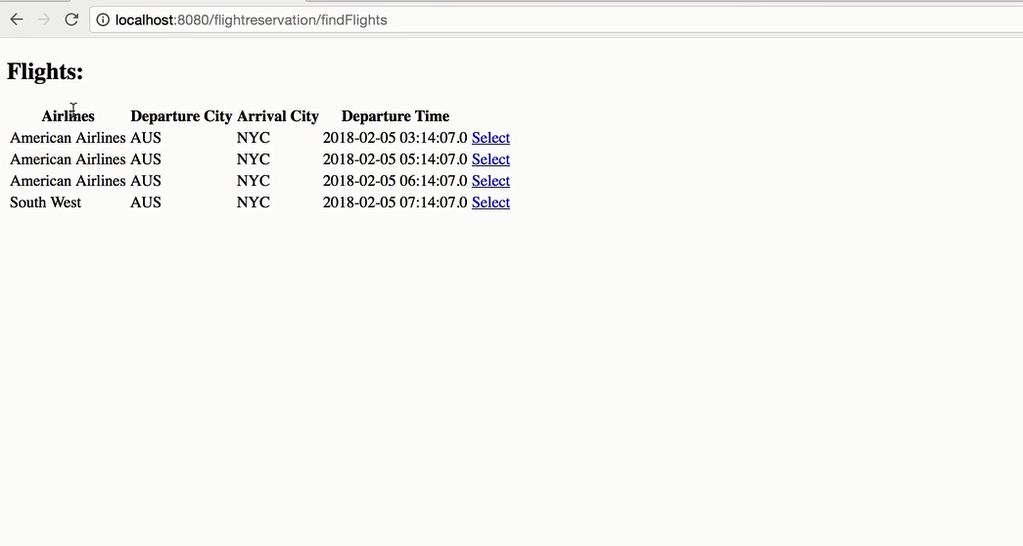 localhost:8080/flightreservation/findFlights
Flights:
Airlines Departure City Arrival City Departure Time
American Airlines AUS NYC 2018-02-05 03:14:07.0 Select
American Airlines AUS NYC 2018-02-05 05:14:07.0 Select
American Airlines AUS NYC 2018-02-05 06:14:07.0 Select
South West AUS NYC 2018-02-05 07:14:07.0 Select